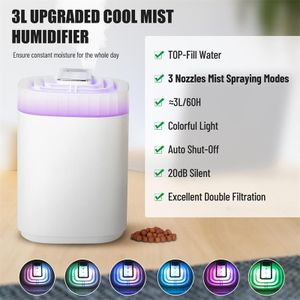 3L UPGRADED COOL MIST
HUMIDIFIER
Ensure constant moisture for the whole day
TOP-Fill Water
3 Nozzles Mist Spraying Modes
≈3L/60H
Colorful Light
Auto Shut-Off
20dB Silent
Excellent Double Filtration